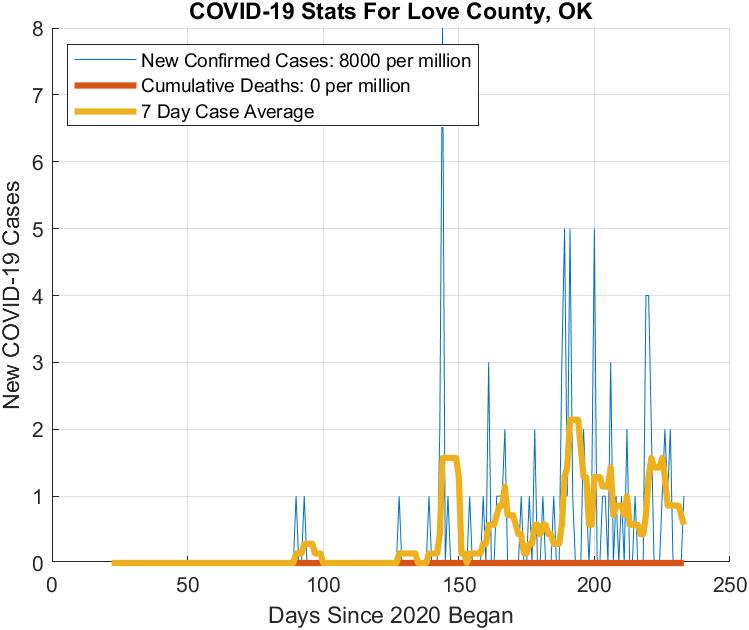 COVID-19 Stats For Love County, OK
New Confirmed Cases: 8000 per million
Cumulative Deaths: 0 per million
7 Day Case Average
New COVID-19 Cases
8
7
6
5
4
3
2
1
0
0 50 100 150 200 250
Days Since 2020 Began